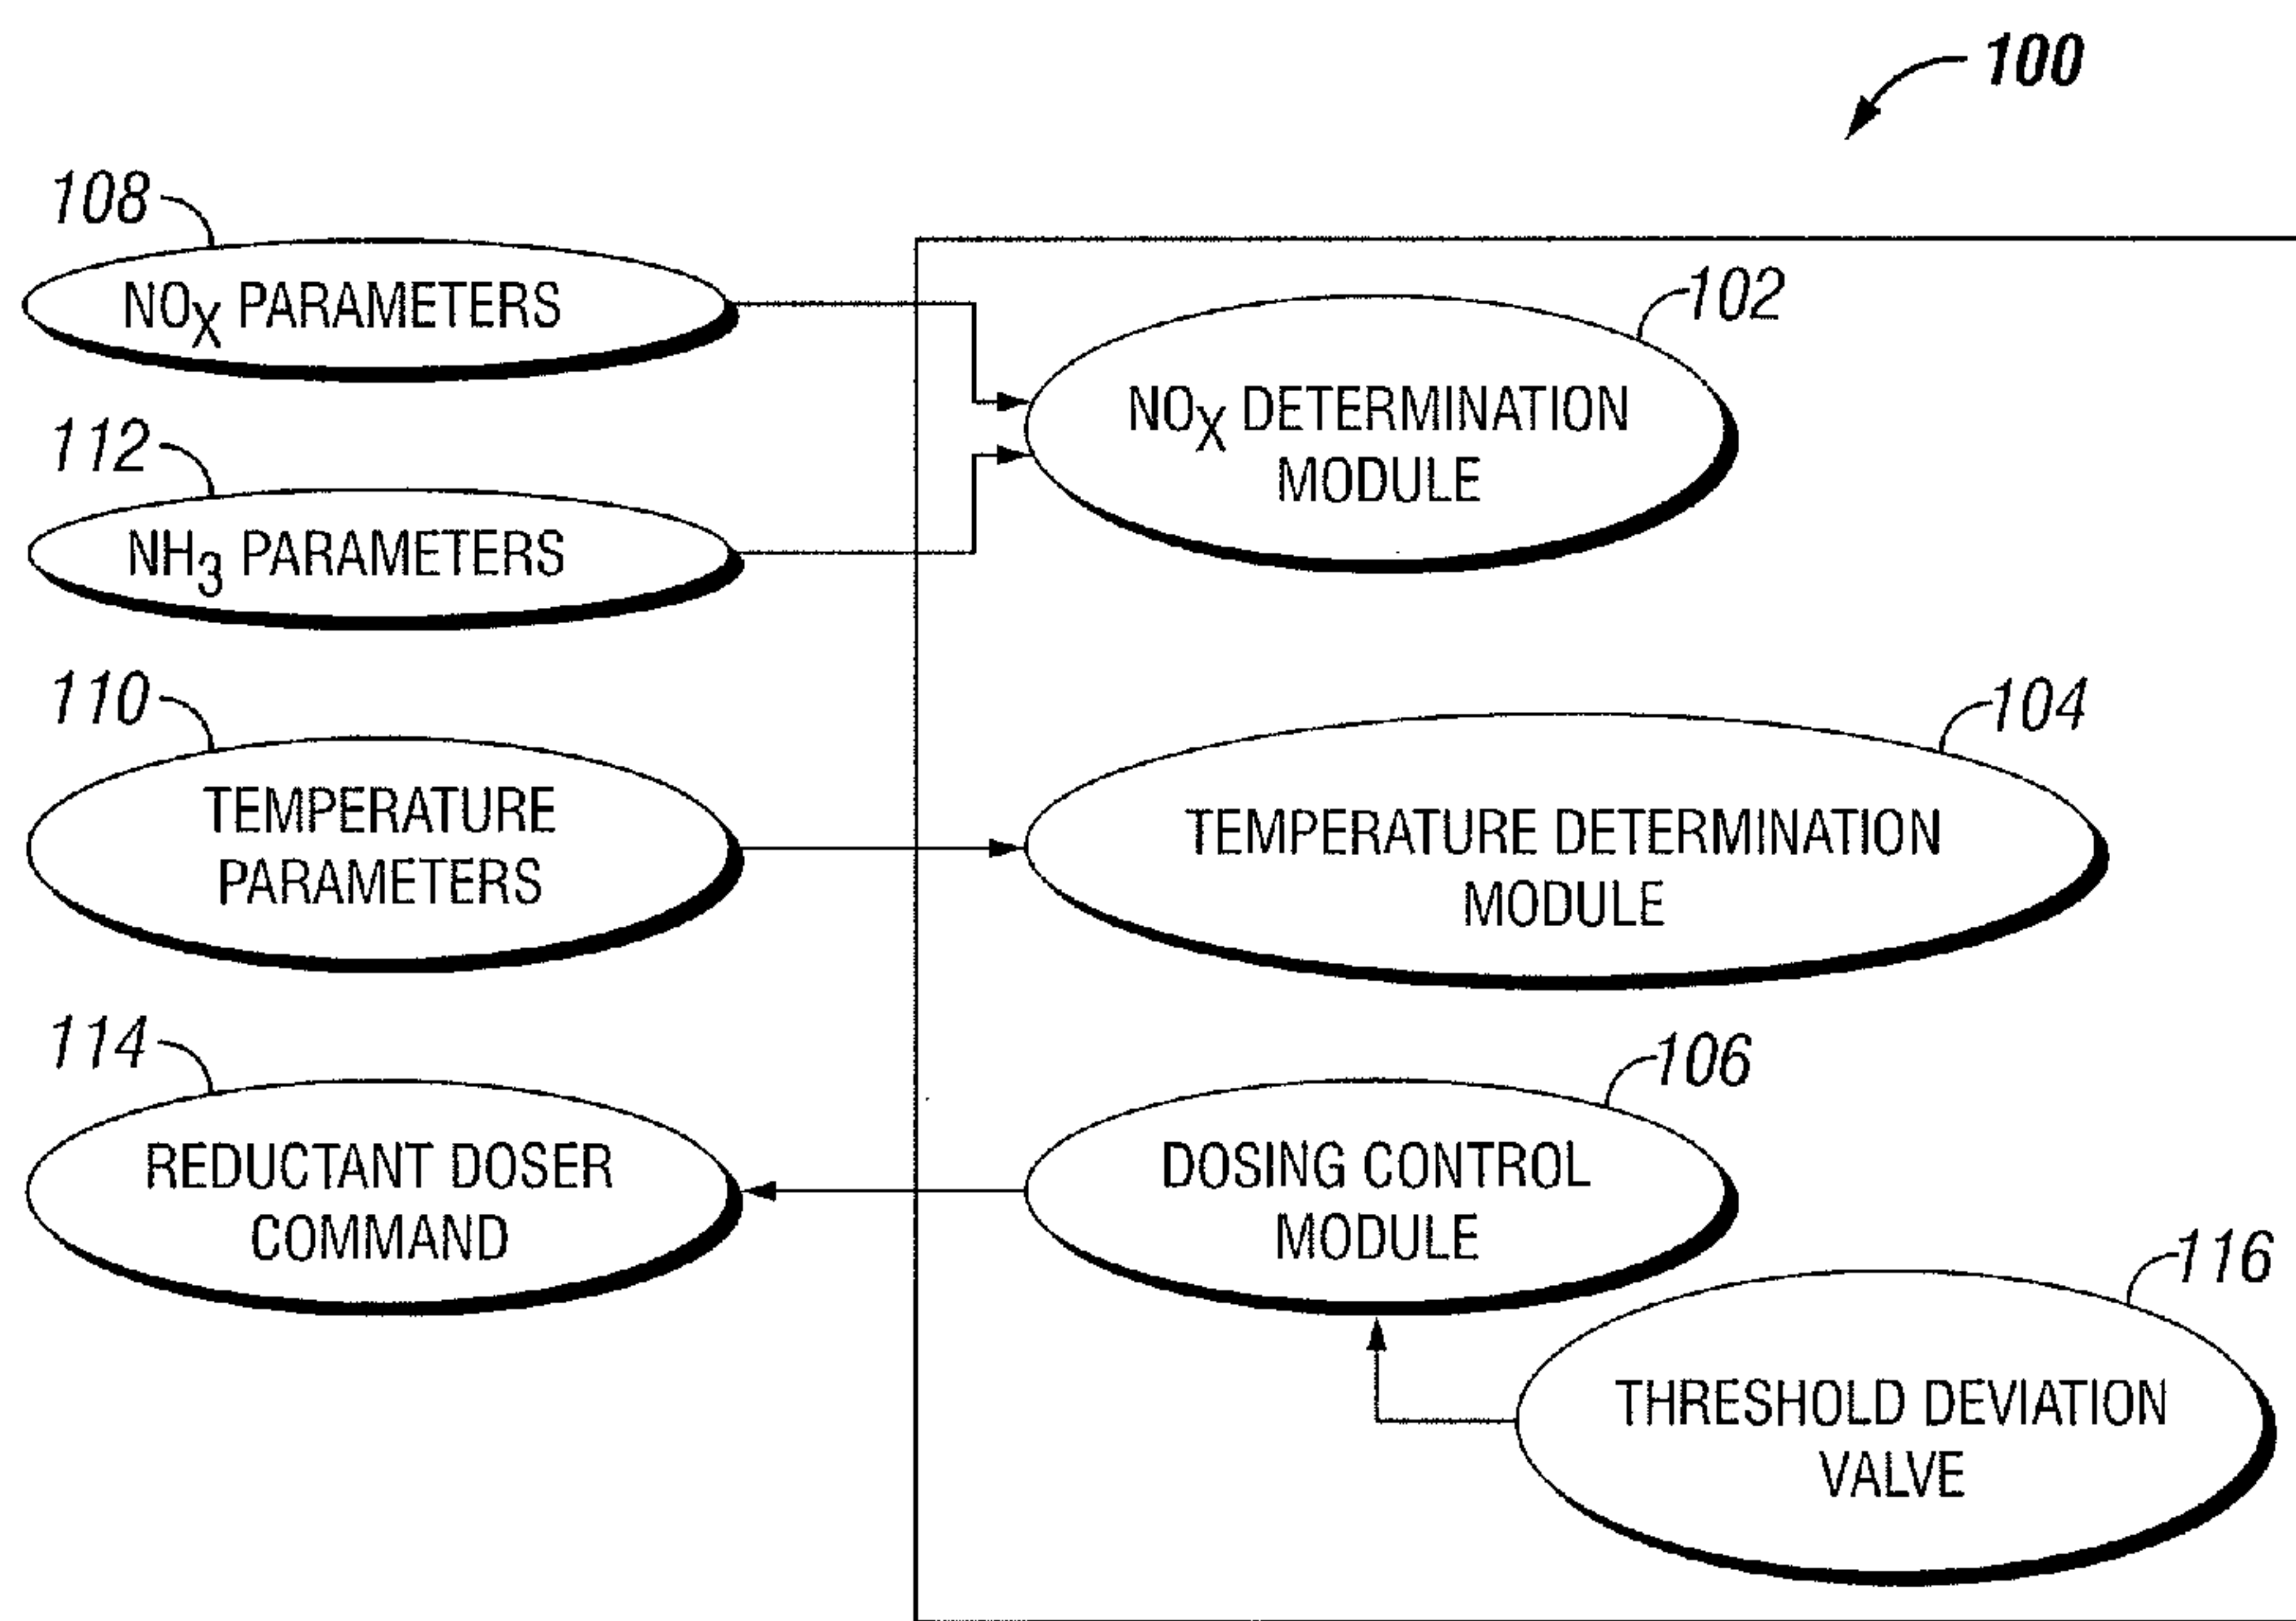 100
108
NOX PARAMETERS
102
NOX DETERMINATION
MODULE
112
NH3 PARAMETERS
110
TEMPERATURE
PARAMETERS
104
TEMPERATURE DETERMINATION
MODULE
114
REDUCTANT DOSER
COMMAND
106
DOSING CONTROL
MODULE
116
THRESHOLD DEVIATION
VALVE